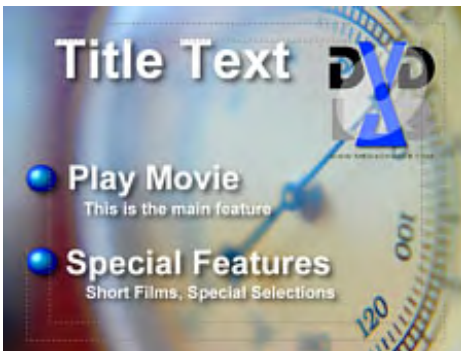 Title Text
DVD
Play Movie
This is the main feature
Special Features
Short Films, Special Selections
100
120